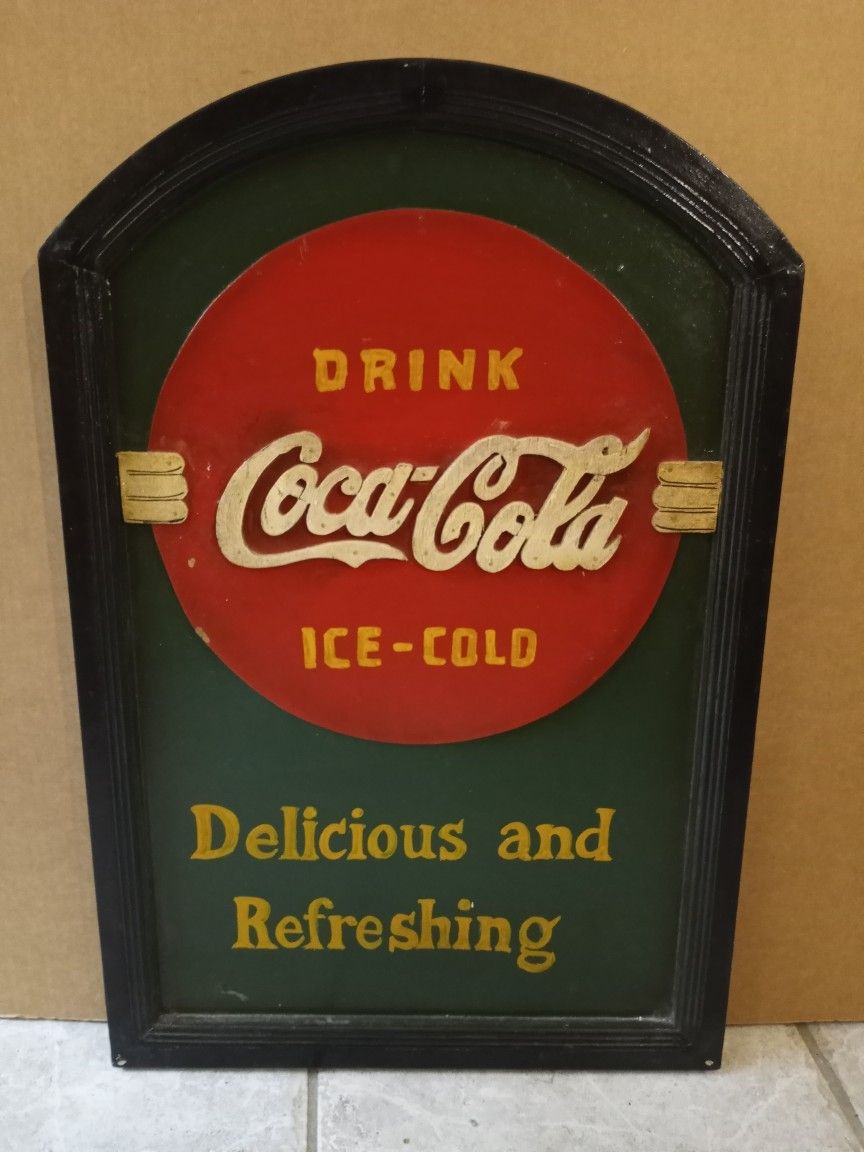 DRINK
Coca-Cola
ICE-COLD
Delicious and
Refreshing